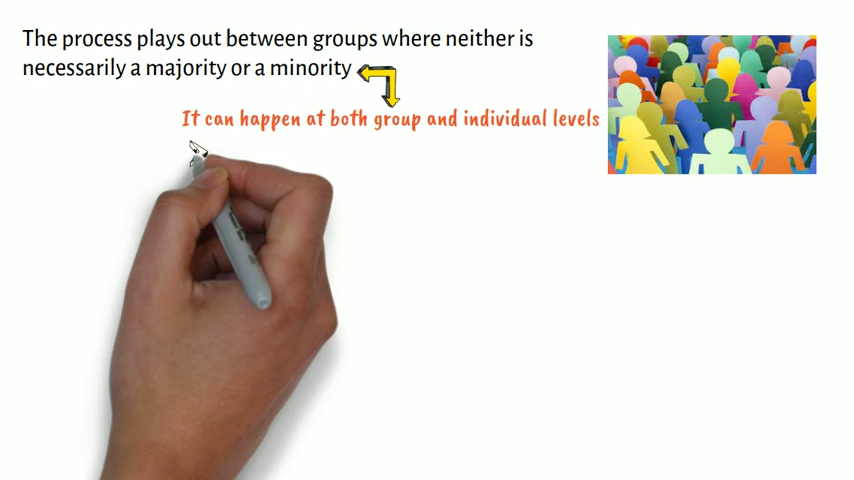 The process plays out between groups where neither is
necessarily a majority or a minority
It can happen at both group and individual levels